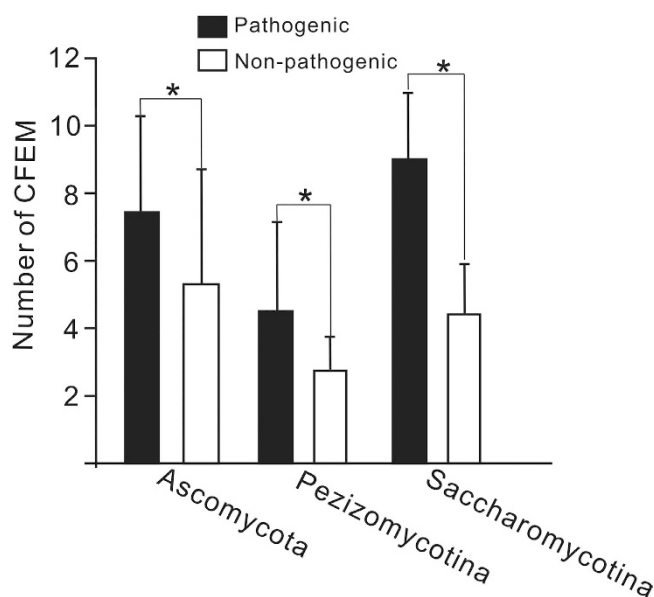 Pathogenic
Non-pathogenic
Number of CFEM
12
10
8
6
4
2
*
*
*
Ascomycota
Pezizomycotina
Saccharomycotina